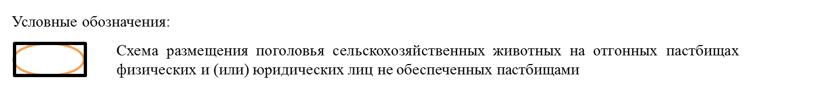 Условные обозначения:
Схема размещения поголовья сельскохозяйственных животных на отгонных пастбищах
физических и (или) юридических лиц не обеспеченных пастбищами